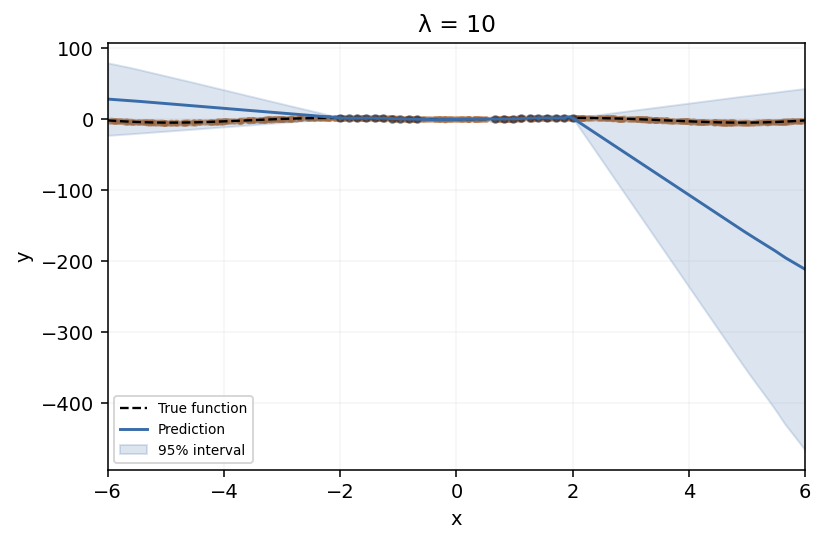 λ = 10
100
0
−100
−200
−300
−400
y
True function
Prediction
95% interval
−6
−4
−2
0
2
4
6
x